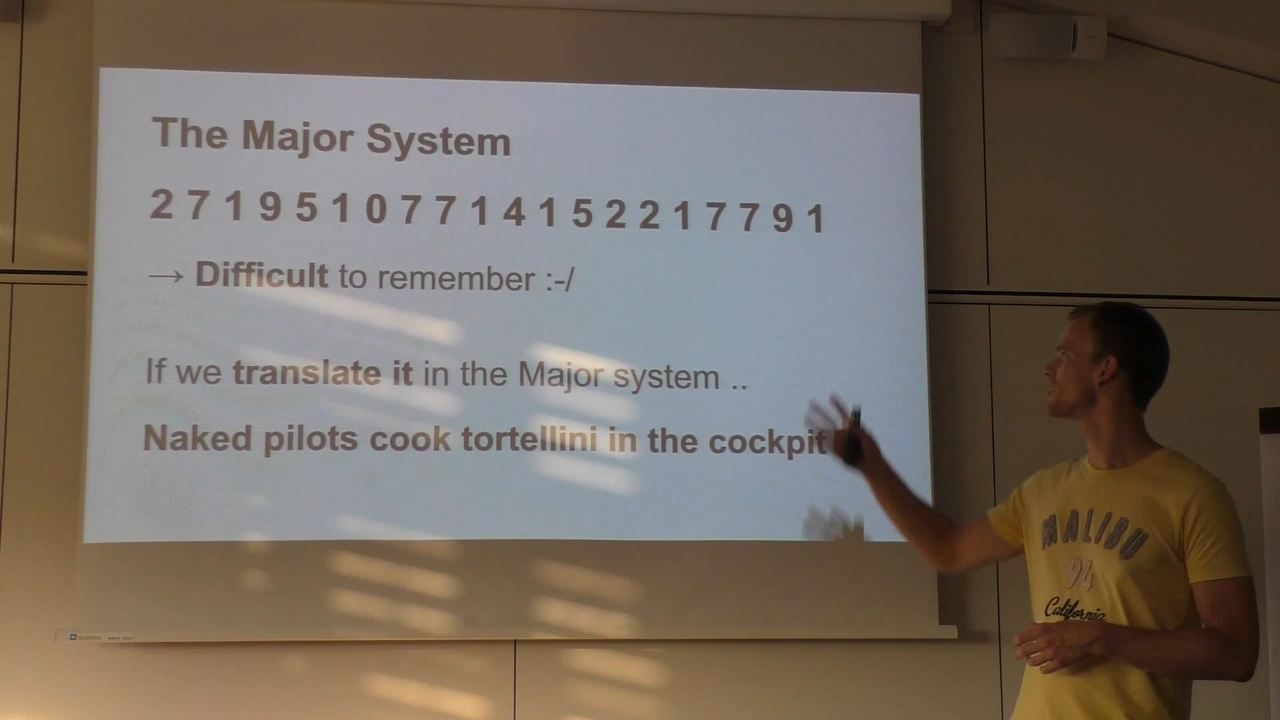 The Major System
2 7 1 9 5 1 0 7 7 1 4 1 5 2 2 1 7 7 9 1
→ Difficult to remember :-/
If we translate it in the Major system ..
Naked pilots cook tortellini in the cockpit
MALIBU
94
California